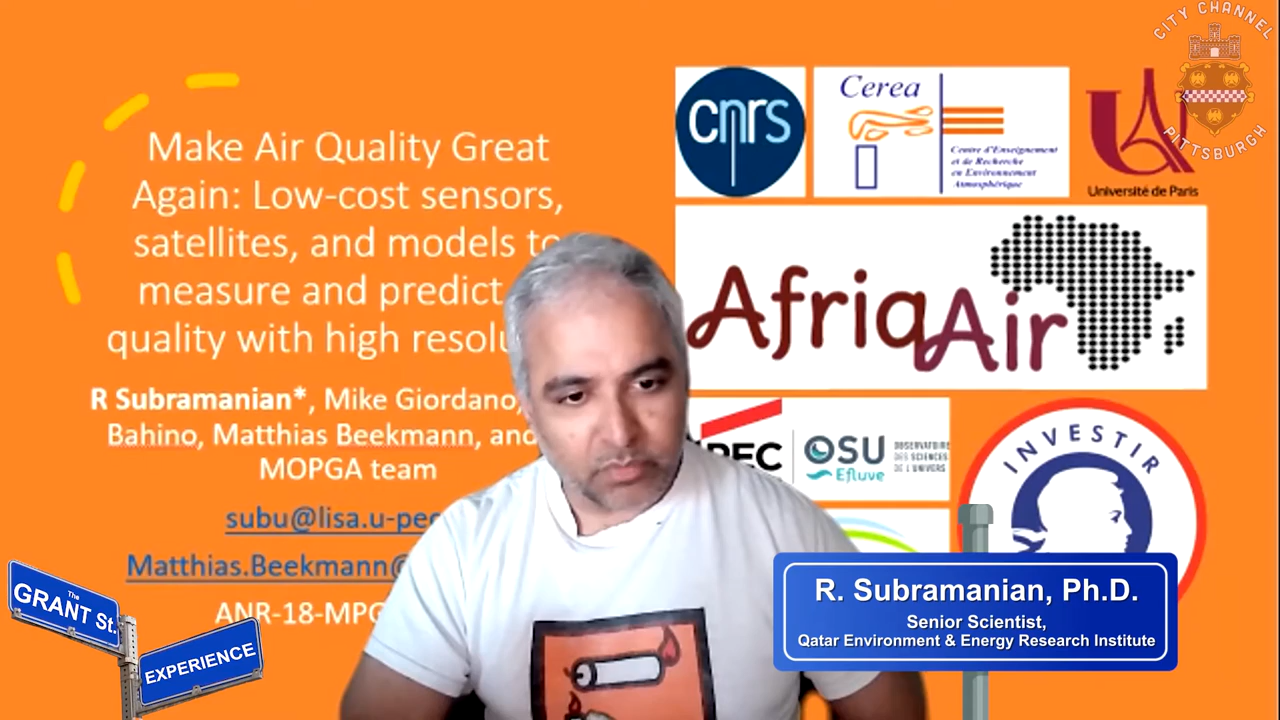 CITY CHANNEL
PITTSBURGH
Make Air Quality Great
Again: Low-cost sensors,
satellites, and models to
measure and predict
quality with high
R Subramanian*, Mike Giordano,
Bahino, Matthias Beekmann, and
MOPGA team
subu@lisa.u-pec
Matthias.Beekmann@
ANR-18-MPG
cnrs
Cerea
Centre d'Enseignement
et de Recherche
en Environnement
Atmosphérique
Université de Paris
AfriqAir
PEC
OSU
Efluve
OBSERVATOIRE
DES SCIENCES
DE L'UNIVERS
INVESTIR
The
GRANT St.
EXPERIENCE
R. Subramanian, Ph.D.
Senior Scientist,
Qatar Environment & Energy Research Institute